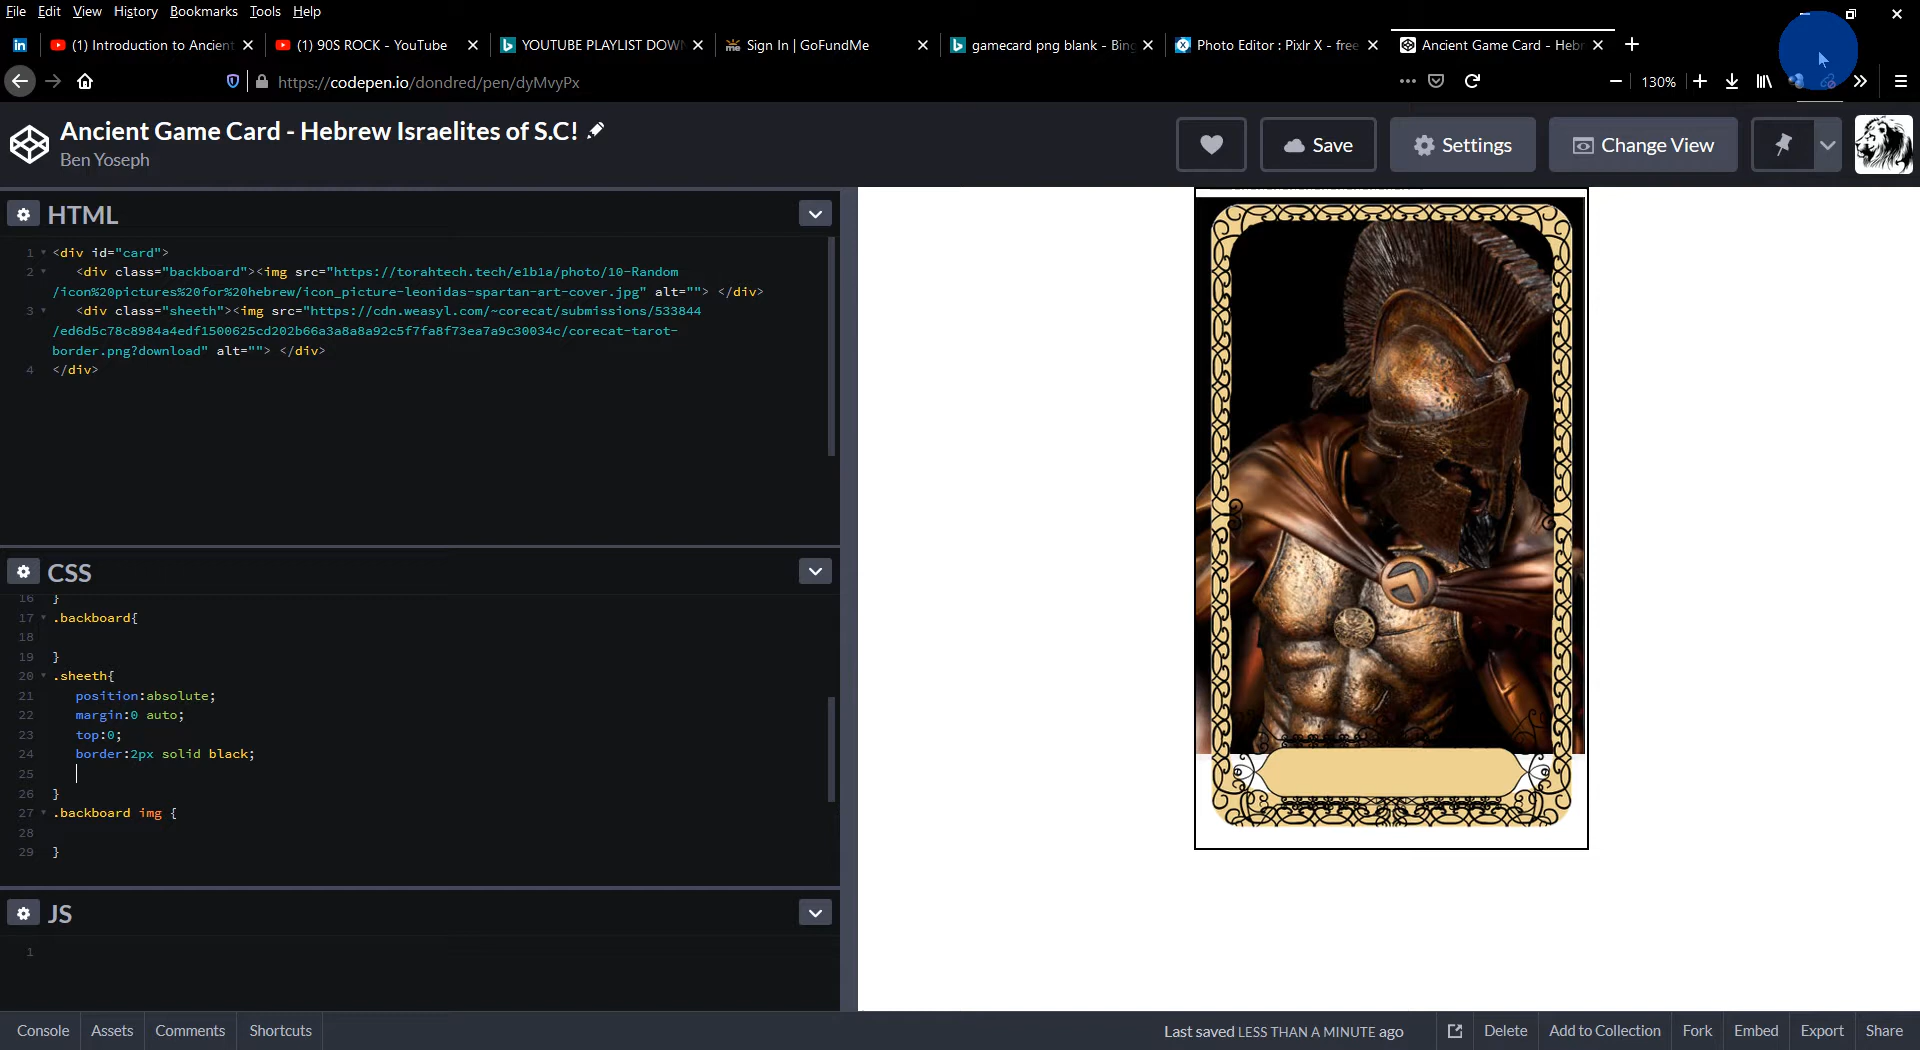 File Edit View History Bookmarks Tools Help
(1) Introduction to Ancient
(1) 90S ROCK - YouTube
YOUTUBE PLAYLIST DOWN
Sign In | GoFundMe
gamecard png blank - Bing
Photo Editor : Pixlr X - free
Ancient Game Card - Hebr
https://codepen.io/dondred/pen/dyMvyPx
130%
Ancient Game Card - Hebrew Israelites of S.C!
Ben Yoseph
Save
Settings
Change View
HTML
1 <div id="card">
2 <div class="backboard"><img src="https://torahtech.tech/e1b1a/photo/10-Random
/icon%20pictures%20for%20hebrew/icon_picture-leonidas-spartan-art-cover.jpg" alt=""> </div>
3 <div class="sheeth"><img src="https://cdn.weasyl.com/~corecat/submissions/533844
/ed6d5c78c8984a4edf1500625cd202b66a3a8a8a92c5f7fa8f73ea7a9c30034c/corecat-tarot-
border.png?download" alt=""> </div>
4 </div>
CSS
16 }
17 .backboard{
18
19 }
20 .sheeth{
21 position:absolute;
22 margin:0 auto;
23 top:0;
24 border:2px solid black;
25
26 }
27 .backboard img {
28
29 }
JS
1
Console Assets Comments Shortcuts
Last saved LESS THAN A MINUTE ago
Delete Add to Collection Fork Embed Export Share